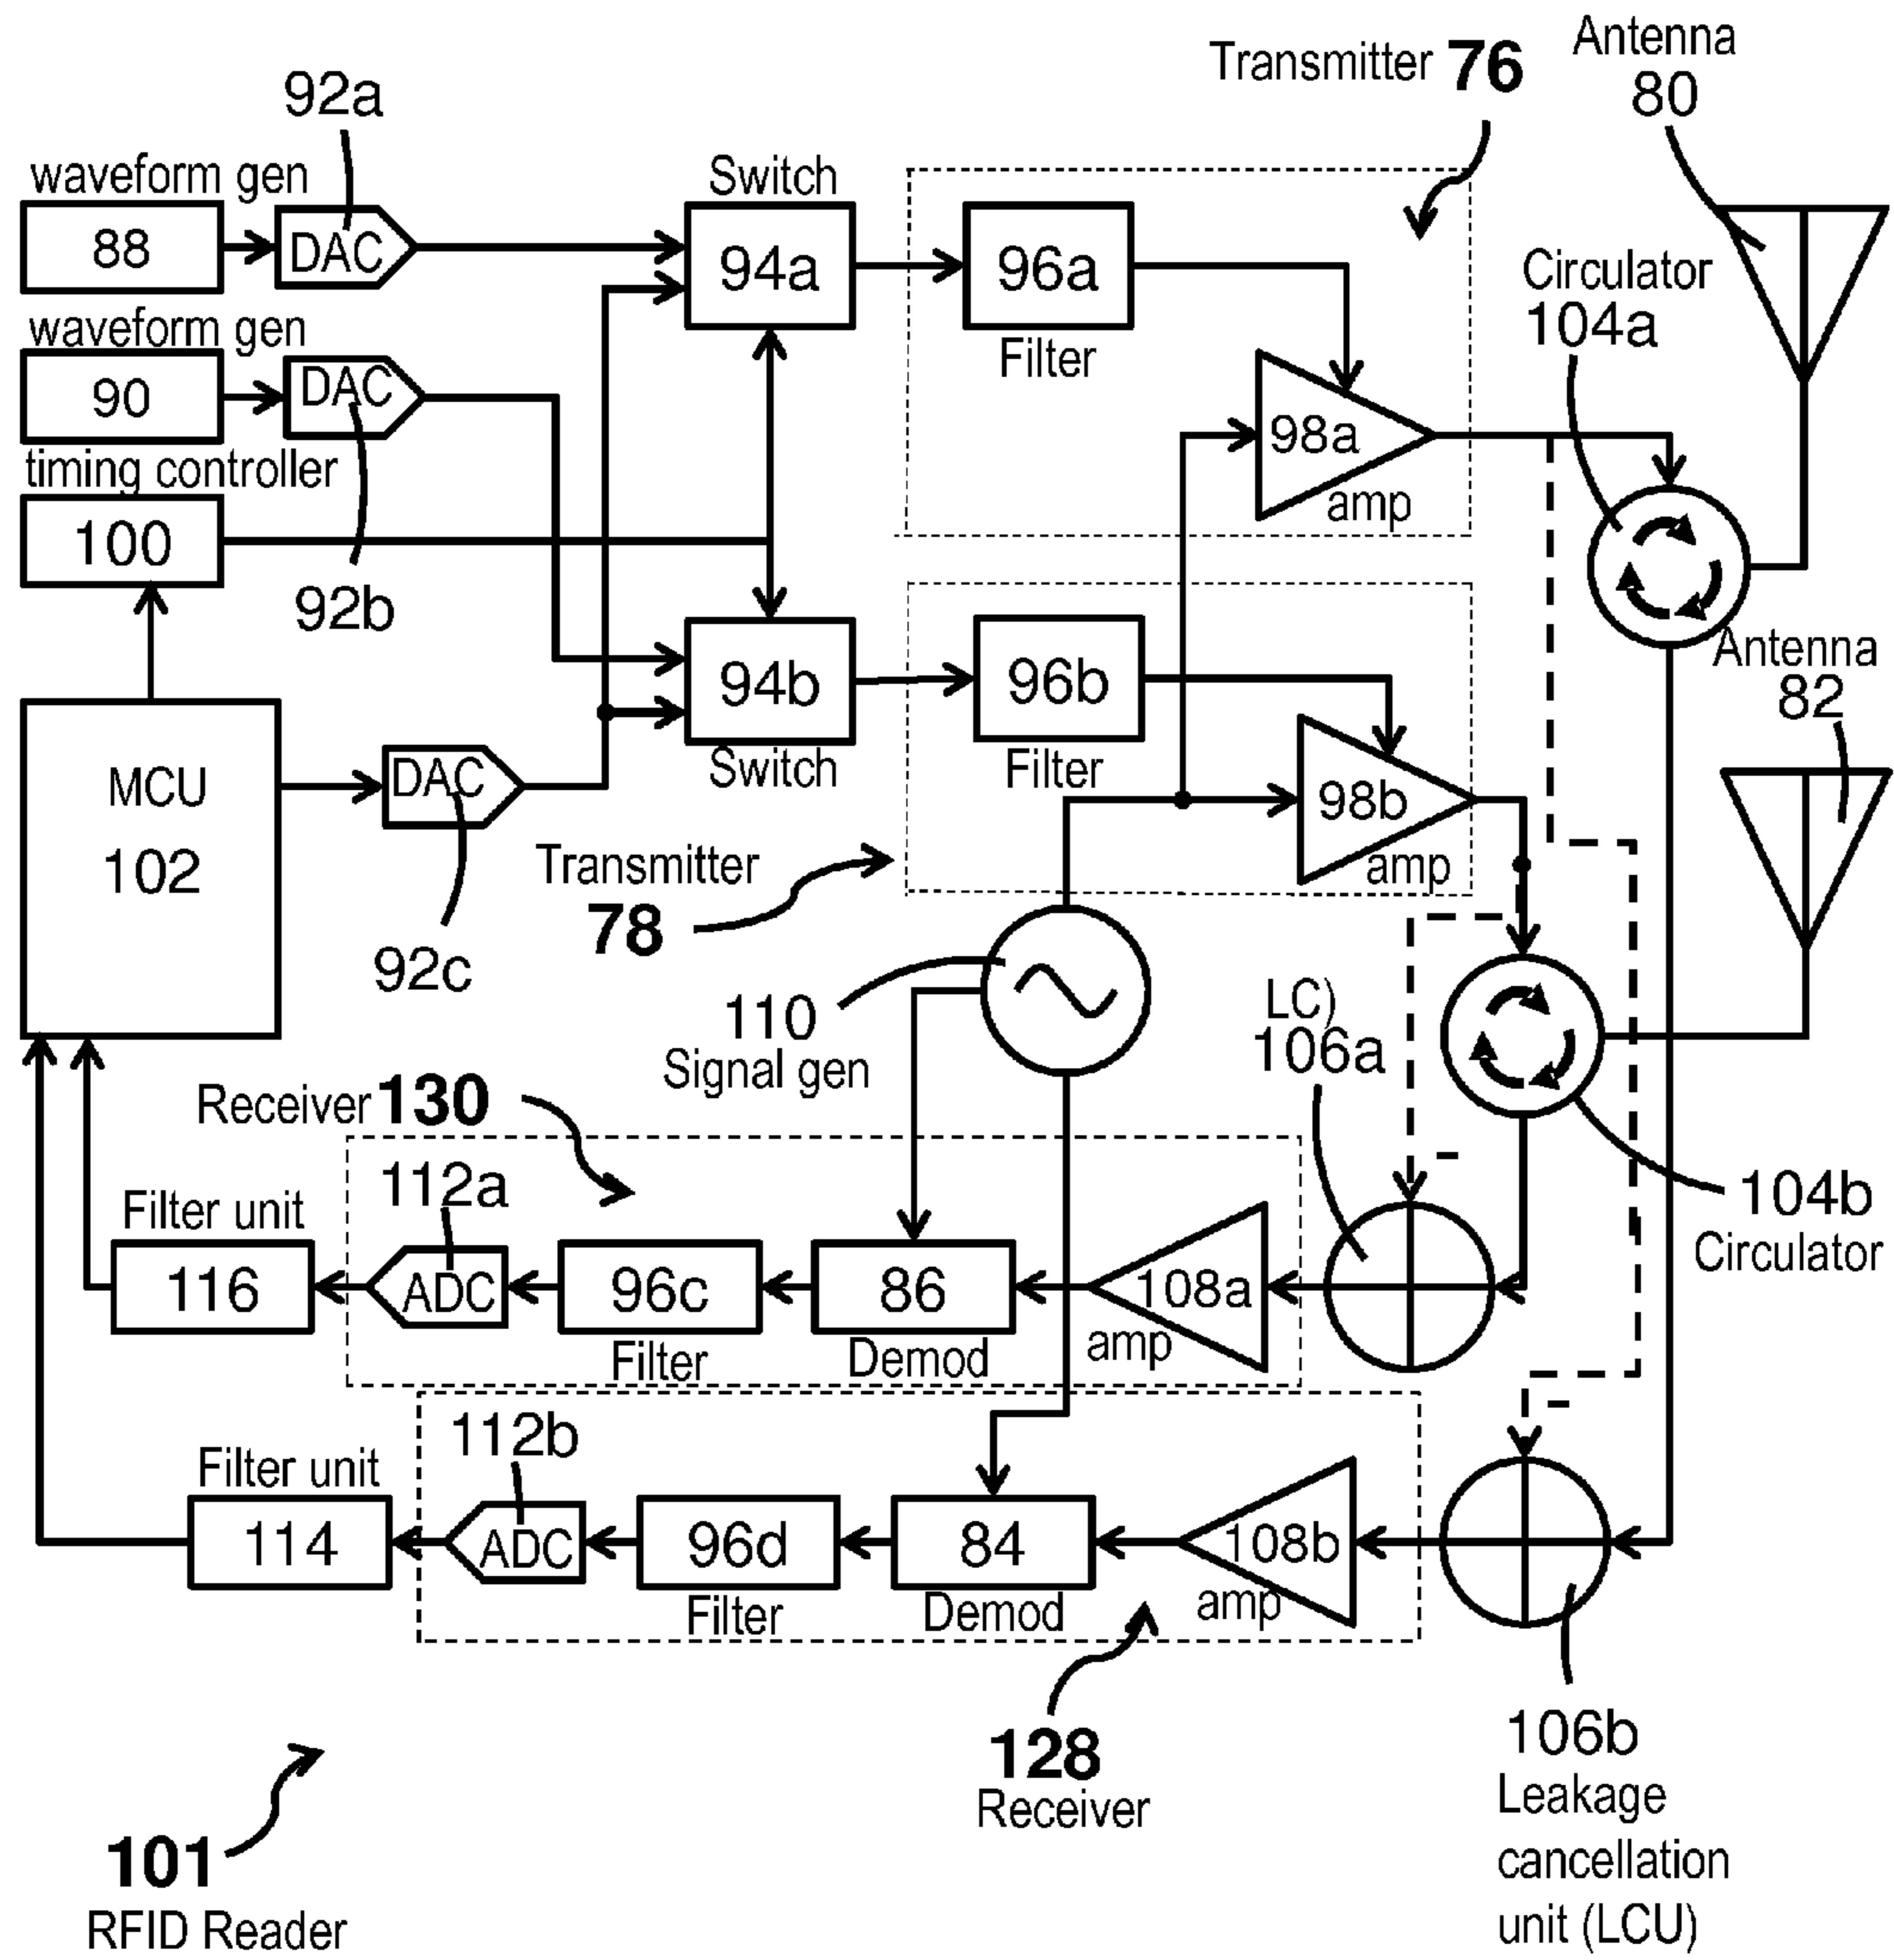 Antenna
80
Transmitter 76
92a
waveform gen
88
DAC
Switch
94a
96a
Filter
Circulator
104a
waveform gen
90
DAC
98a
amp
timing controller
100
92b
Antenna
82
94b
Switch
96b
Filter
MCU
102
DAC
98b
amp
Transmitter
78
92c
110
Signal gen
LC)
106a
Receiver 130
112a
-
104b
Circulator
Filter unit
116
ADC
96c
Filter
86
Demod
108a
amp
112b
-
Filter unit
114
ADC
96d
Filter
84
Demod
108b
amp
128
Receiver
106b
Leakage
cancellation
unit (LCU)
101
RFID Reader